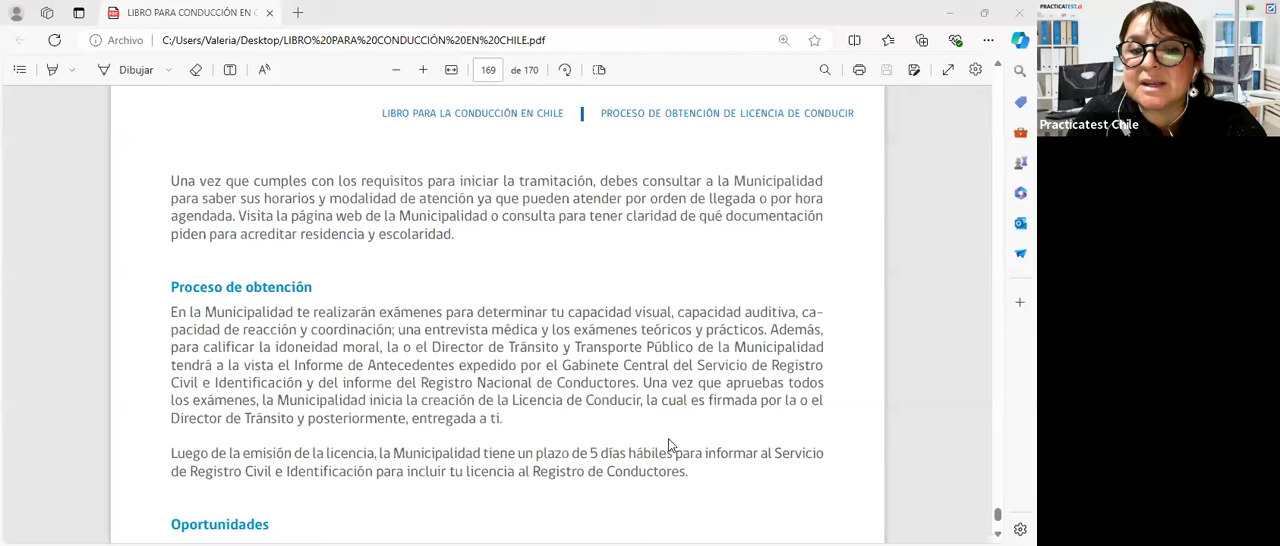 LIBRO PARA CONDUCCIÓN EN C
Archivo
C:/Users/Valeria/Desktop/LIBRO%20PARA%20CONDUCCIÓN%20EN%20CHILE.pdf
Dibujar
169 de 170
LIBRO PARA LA CONDUCCIÓN EN CHILE | PROCESO DE OBTENCIÓN DE LICENCIA DE CONDUCIR
Una vez que cumples con los requisitos para iniciar la tramitación, debes consultar a la Municipalidad
para saber sus horarios y modalidad de atención ya que pueden atender por orden de llegada o por hora
agendada. Visita la página web de la Municipalidad o consulta para tener claridad de qué documentación
piden para acreditar residencia y escolaridad.
Proceso de obtención
En la Municipalidad te realizarán exámenes para determinar tu capacidad visual, capacidad auditiva, ca-
pacidad de reacción y coordinación; una entrevista médica y los exámenes teóricos y prácticos. Además,
para calificar la idoneidad moral, la o el Director de Tránsito y Transporte Público de la Municipalidad
tendrá a la vista el Informe de Antecedentes expedido por el Gabinete Central del Servicio de Registro
Civil e Identificación y del informe del Registro Nacional de Conductores. Una vez que apruebas todos
los exámenes, la Municipalidad inicia la creación de la Licencia de Conducir, la cual es firmada por la o el
Director de Tránsito y posteriormente, entregada a ti.
Luego de la emisión de la licencia, la Municipalidad tiene un plazo de 5 días hábiles para informar al Servicio
de Registro Civil e Identificación para incluir tu licencia al Registro de Conductores.
Oportunidades
PRACTICATEST.cl
Practicatest Chile